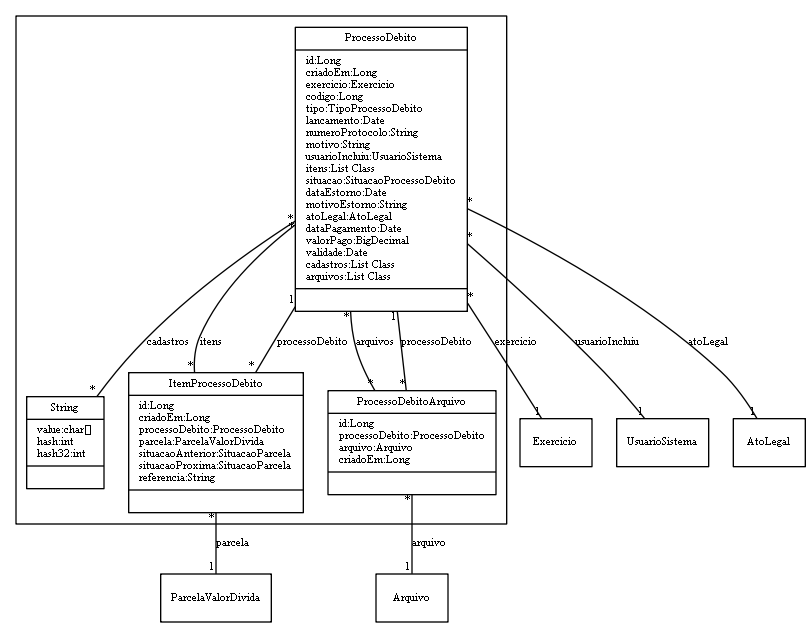 ProcessoDebito
id:Long
criadoEm:Long
exercicio:Exercicio
codigo:Long
tipo:TipoProcessoDebito
lancamento:Date
numeroProtocolo:String
motivo:String
usuarioIncluiu:UsuarioSistema
itens:List Class
situacao:SituacaoProcessoDebito
dataEstorno:Date
motivoEstorno:String
atoLegal:AtoLegal
dataPagamento:Date
valorPago:BigDecimal
validade:Date
cadastros:List Class
arquivos:List Class
*
*
*
*
1
*
1
*
cadastros
itens
processoDebito
arquivos
processoDebito
exercicio
usuarioIncluiu
atoLegal
*
*
*
*
*
1
1
1
String
value:char[]
hash:int
hash32:int
ItemProcessoDebito
id:Long
criadoEm:Long
processoDebito:ProcessoDebito
parcela:ParcelaValorDivida
situacaoAnterior:SituacaoParcela
situacaoProxima:SituacaoParcela
referencia:String
ProcessoDebitoArquivo
id:Long
processoDebito:ProcessoDebito
arquivo:Arquivo
criadoEm:Long
Exercicio
UsuarioSistema
AtoLegal
*
*
parcela
arquivo
1
1
ParcelaValorDivida
Arquivo